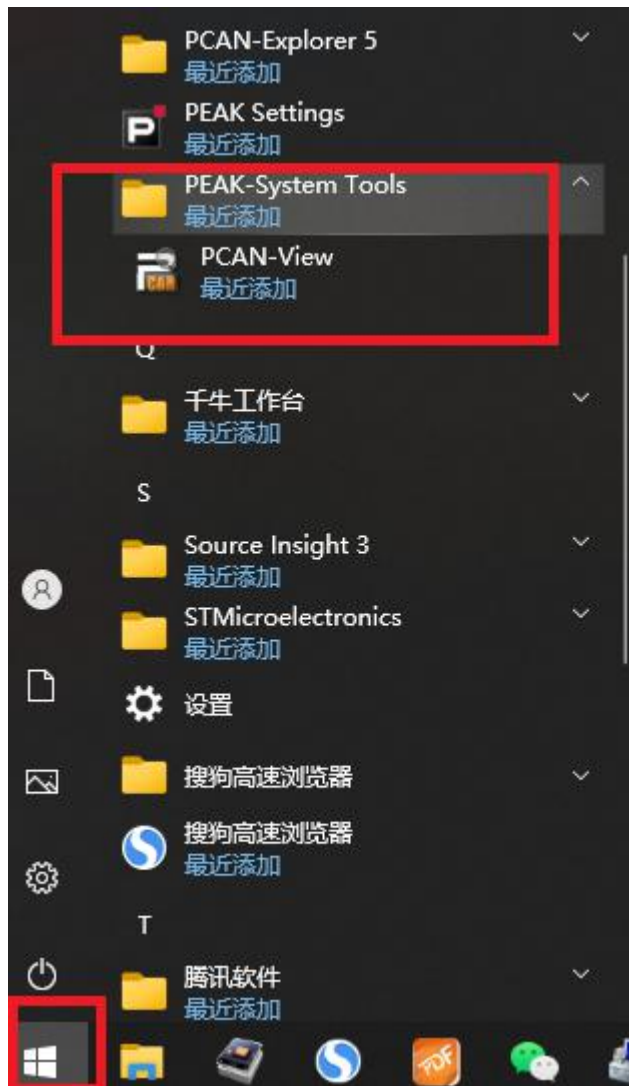 PCAN-Explorer 5
最近添加
PEAK Settings
最近添加
PEAK-System Tools
最近添加
PCAN-View
最近添加
Q
千牛工作台
最近添加
S
Source Insight 3
最近添加
STMicroelectronics
最近添加
设置
搜狗高速浏览器
搜狗高速浏览器
最近添加
T
腾讯软件
最近添加
PDF